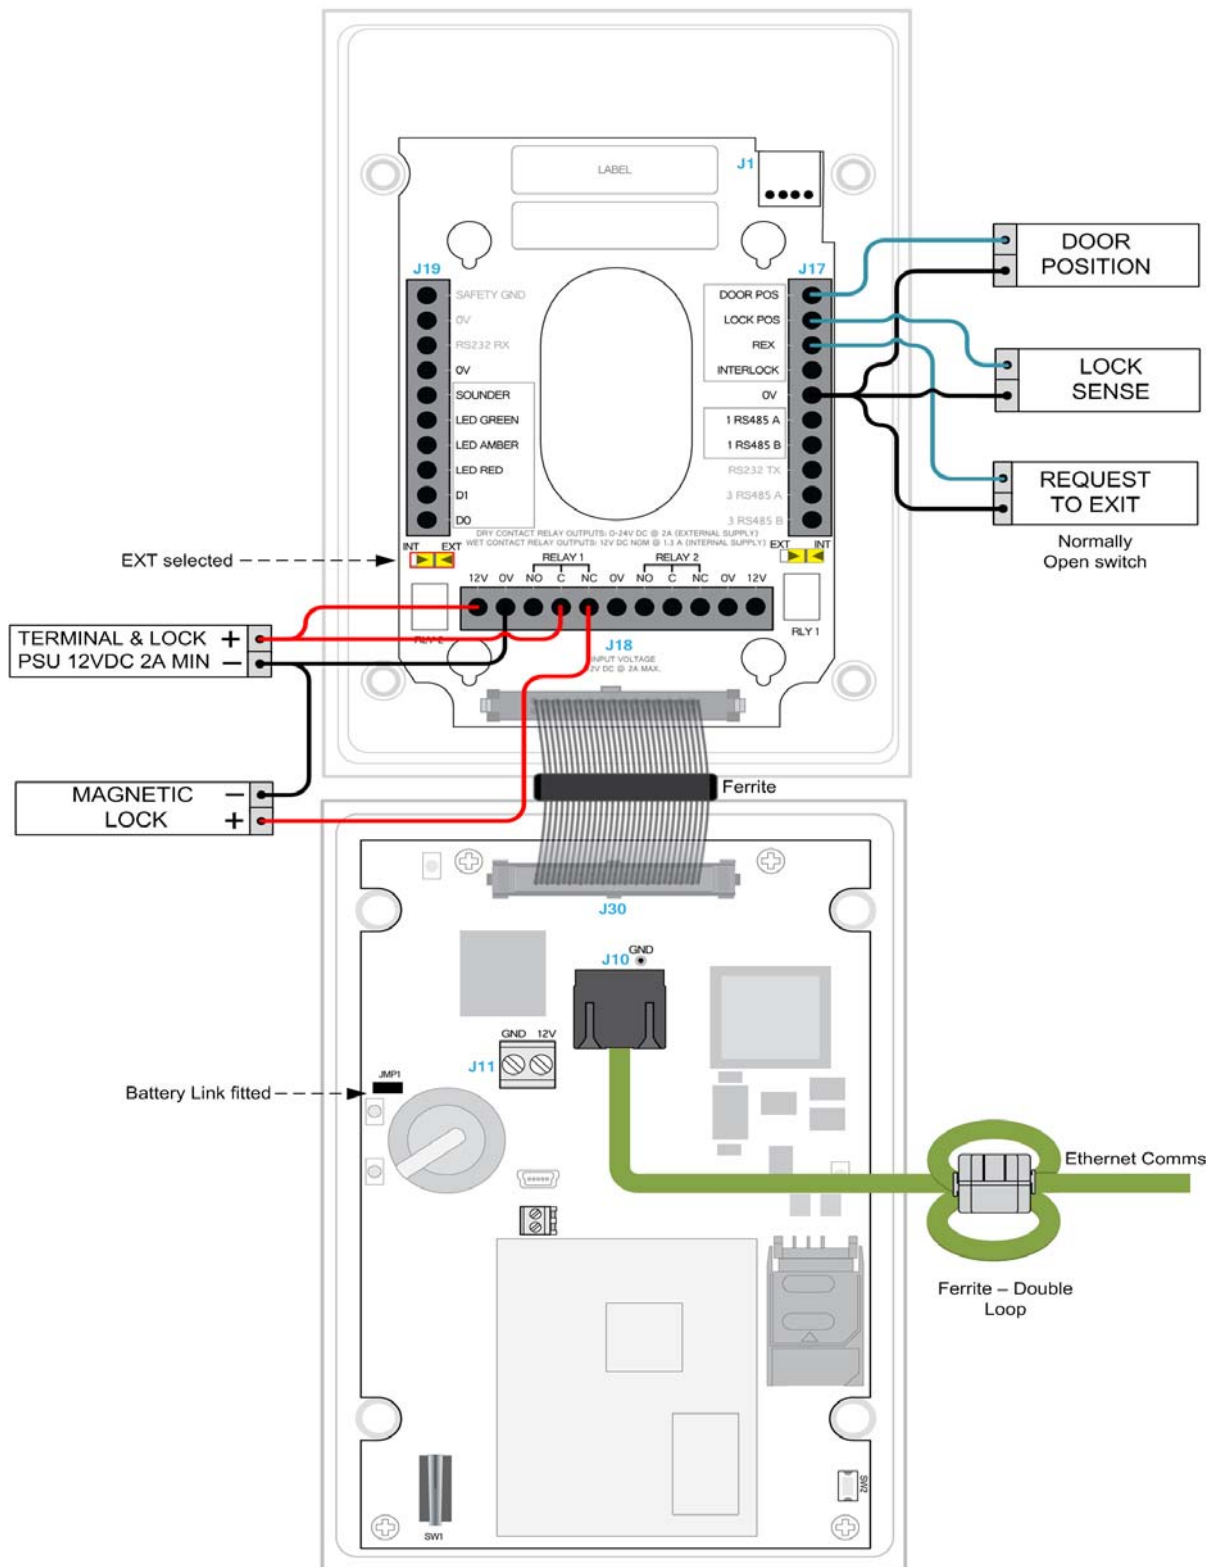 LABEL
J1
J19
J17
SAFETY GND
0V
RS232 RX
0V
SOUNDER
LED GREEN
LED AMBER
LED RED
D1
D0
DOOR POS
LOCK POS
REX
INTERLOCK
0V
1 RS485 A
1 RS485 B
RS232 TX
3 RS485 A
3 RS485 B
DOOR
POSITION
LOCK
SENSE
REQUEST
TO EXIT
Normally
Open switch
DRY CONTACT RELAY OUTPUTS: 0-24V DC @ 2A (EXTERNAL SUPPLY)
WET CONTACT RELAY OUTPUTS: 12V DC NOM @ 1.3 A (INTERNAL SUPPLY)
EXT selected
INT EXT
EXT INT
RELAY 1 RELAY 2
12V 0V NO C NC 0V NO C NC 0V 12V
RLY 2
RLY 1
J18
INPUT VOLTAGE
12V DC @ 2A MAX.
TERMINAL & LOCK +
PSU 12VDC 2A MIN –
MAGNETIC –
LOCK +
Ferrite
J30
J10 GND
GND 12V
J11
Battery Link fitted
JMP1
Ethernet Comms
Ferrite – Double
Loop
SW1
SW2